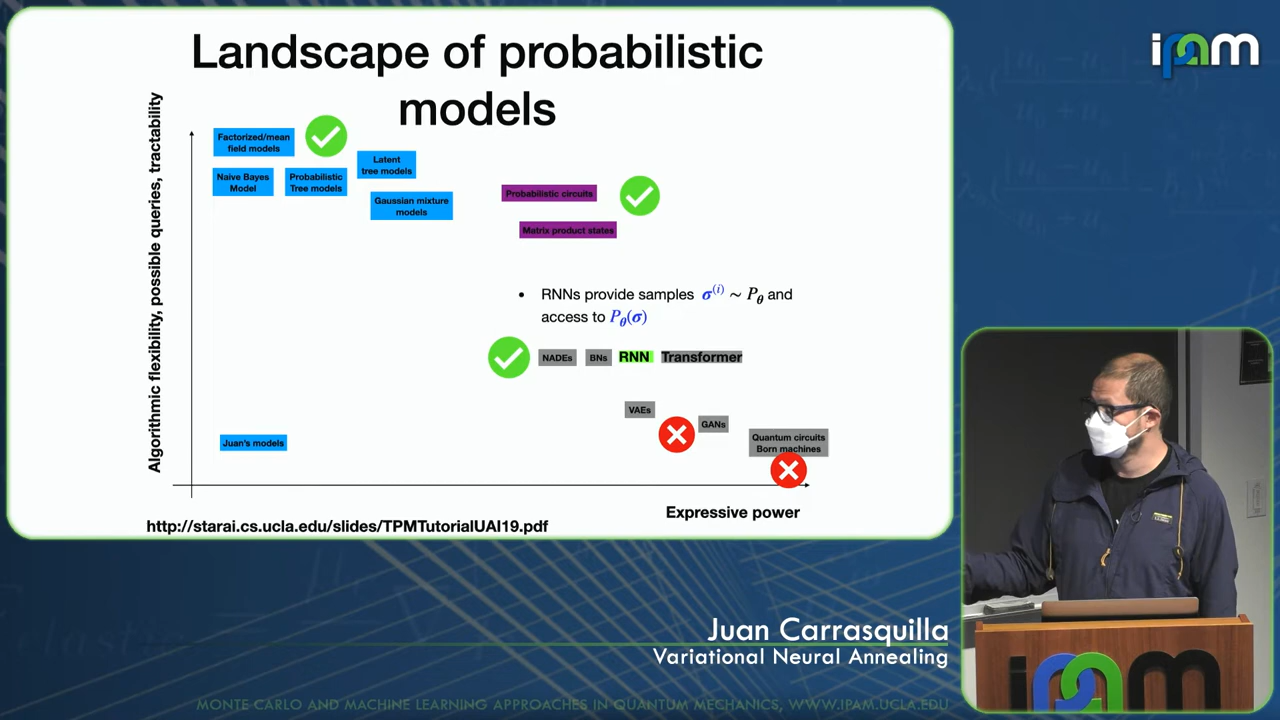 Landscape of probabilistic
models
ipam
Algorithmic flexibility, possible queries, tractability
Factorized/mean
field models
Latent
tree models
Naive Bayes
Model
Probabilistic
Tree models
Gaussian mixture
models
Probabilistic circuits
Matrix product states
• RNNs provide samples σ^(i) ~ P_θ and
access to P_θ(σ)
NADEs
BNs
RNN
Transformer
VAEs
GANs
Quantum circuits
Born machines
Juan's models
Expressive power
http://starai.cs.ucla.edu/slides/TPMTutorialUAI19.pdf
Juan Carrasquilla
Variational Neural Annealing
ipam
MONTE CARLO AND MACHINE LEARNING APPROACHES IN QUANTUM MECHANICS, WWW.IPAM.UCLA.EDU